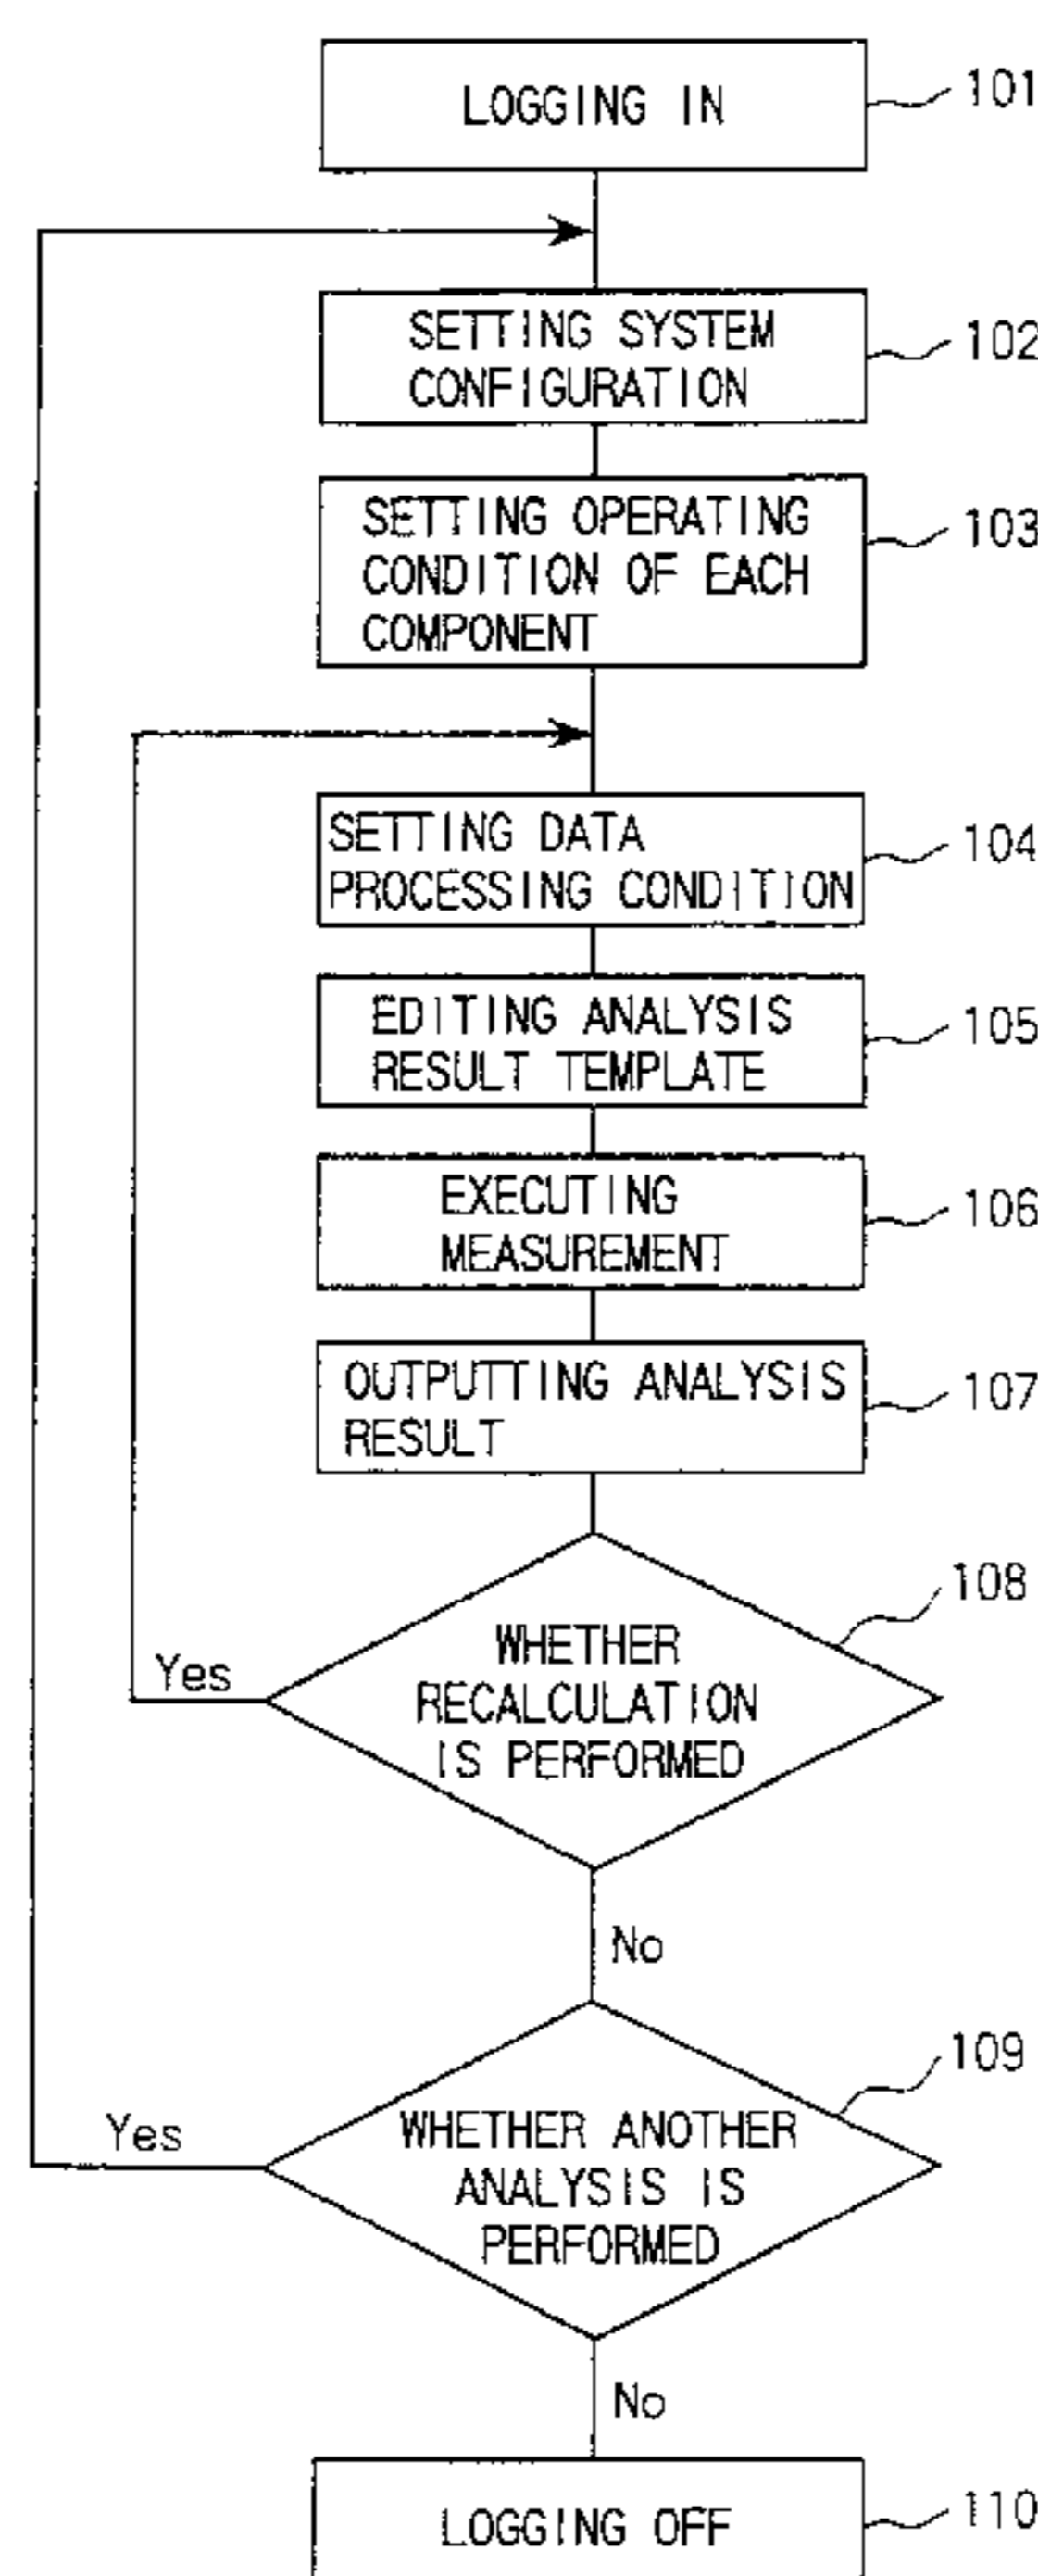 LOGGING IN
101
SETTING SYSTEM
CONFIGURATION
102
SETTING OPERATING
CONDITION OF EACH
COMPONENT
103
SETTING DATA
PROCESSING CONDITION
104
EDITING ANALYSIS
RESULT TEMPLATE
105
EXECUTING
MEASUREMENT
106
OUTPUTTING ANALYSIS
RESULT
107
108
WHETHER
RECALCULATION
IS PERFORMED
Yes
No
109
WHETHER ANOTHER
ANALYSIS IS
PERFORMED
Yes
No
LOGGING OFF
110